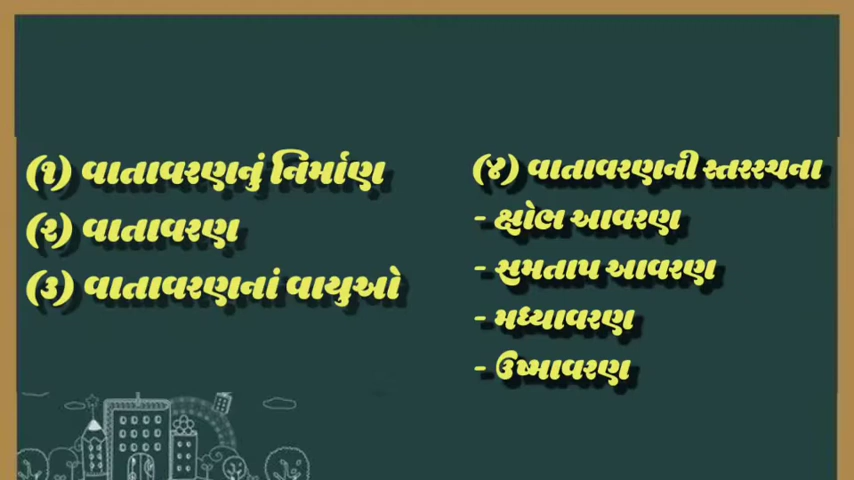 (૧) વાતાવરણનું નિર્માણ
(૨) વાતાવરણ
(૩) વાતાવરણનાં વાયુઓ
(૪) વાતાવરણની સ્તરરચના
- ક્ષોભ આવરણ
- સમતાપ આવરણ
- મધ્યાવરણ
- ઉષ્માવરણ